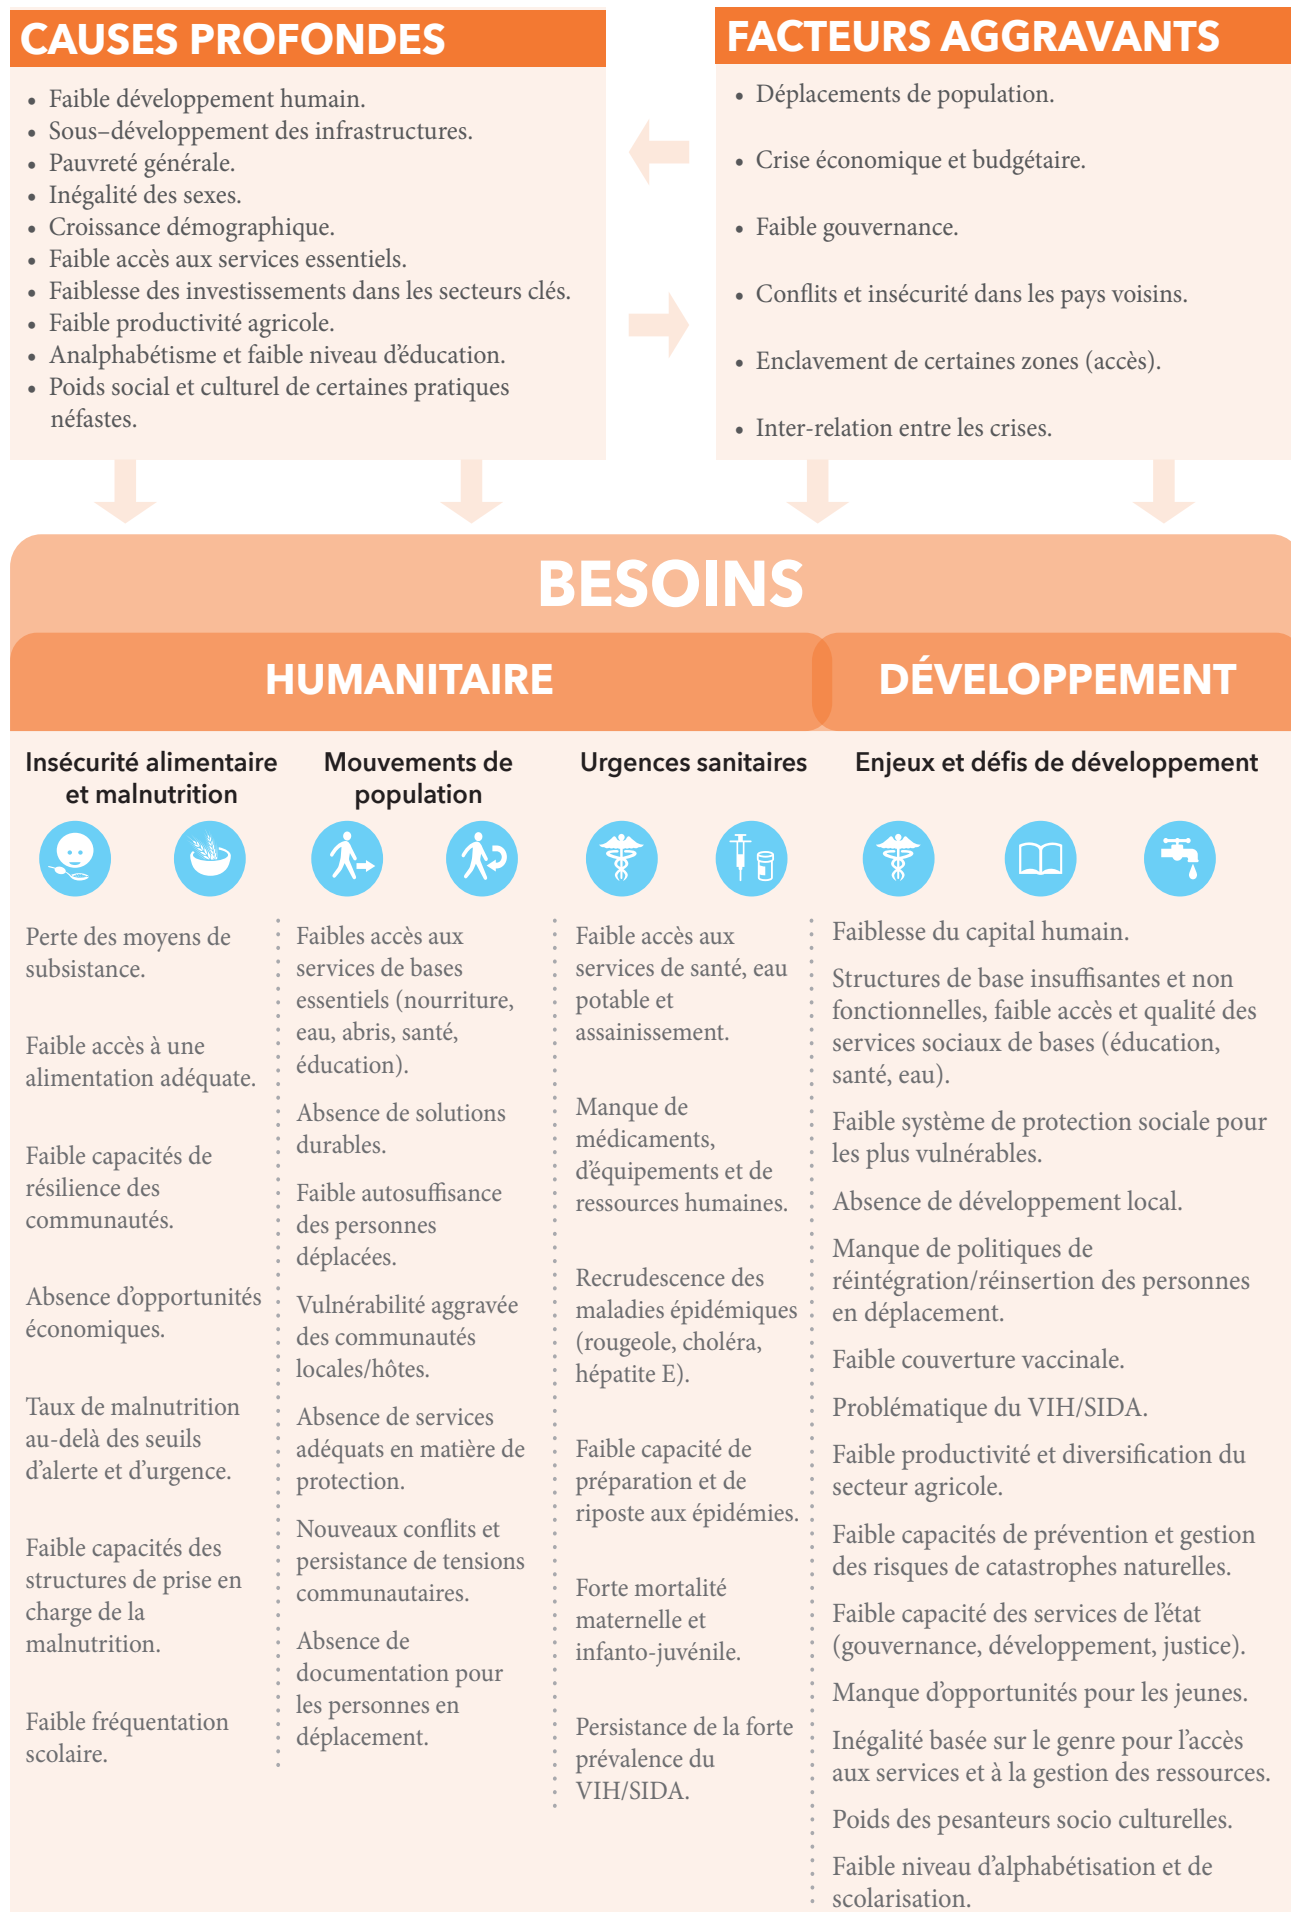 CAUSES PROFONDES
• Faible développement humain.
• Sous–développement des infrastructures.
• Pauvreté générale.
• Inégalité des sexes.
• Croissance démographique.
• Faible accès aux services essentiels.
• Faiblesse des investissements dans les secteurs clés.
• Faible productivité agricole.
• Analphabétisme et faible niveau d’éducation.
• Poids social et culturel de certaines pratiques
néfastes.
FACTEURS AGGRAVANTS
• Déplacements de population.
• Crise économique et budgétaire.
• Faible gouvernance.
• Conflits et insécurité dans les pays voisins.
• Enclavement de certaines zones (accès).
• Inter-relation entre les crises.
BESOINS
HUMANITAIRE
DÉVELOPPEMENT
Insécurité alimentaire
et malnutrition
Perte des moyens de
subsistance.
Faible accès à une
alimentation adéquate.
Faible capacités de
résilience des
communautés.
Absence d’opportunités
économiques.
Taux de malnutrition
au-delà des seuils
d’alerte et d’urgence.
Faible capacités des
structures de prise en
charge de la
malnutrition.
Faible fréquentation
scolaire.
Mouvements de
population
Faibles accès aux
services de bases
essentiels (nourriture,
eau, abris, santé,
éducation).
Absence de solutions
durables.
Faible autosuffisance
des personnes
déplacées.
Vulnérabilité aggravée
des communautés
locales/hôtes.
Absence de services
adéquats en matière de
protection.
Nouveaux conflits et
persistance de tensions
communautaires.
Absence de
documentation pour
les personnes en
déplacement.
Urgences sanitaires
Faible accès aux
services de santé, eau
potable et
assainissement.
Manque de
médicaments,
d’équipements et de
ressources humaines.
Recrudescence des
maladies épidémiques
(rougeole, choléra,
hépatite E).
Faible capacité de
préparation et de
riposte aux épidémies.
Forte mortalité
maternelle et
infanto-juvénile.
Persistance de la forte
prévalence du
VIH/SIDA.
Enjeux et défis de développement
Faiblesse du capital humain.
Structures de base insuffisantes et non
fonctionnelles, faible accès et qualité des
services sociaux de bases (éducation,
santé, eau).
Faible système de protection sociale pour
les plus vulnérables.
Absence de développement local.
Manque de politiques de
réintégration/réinsertion des personnes
en déplacement.
Faible couverture vaccinale.
Problématique du VIH/SIDA.
Faible productivité et diversification du
secteur agricole.
Faible capacités de prévention et gestion
des risques de catastrophes naturelles.
Faible capacité des services de l’état
(gouvernance, développement, justice).
Manque d’opportunités pour les jeunes.
Inégalité basée sur le genre pour l’accès
aux services et à la gestion des ressources.
Poids des pesanteurs socio culturelles.
Faible niveau d’alphabétisation et de
scolarisation.